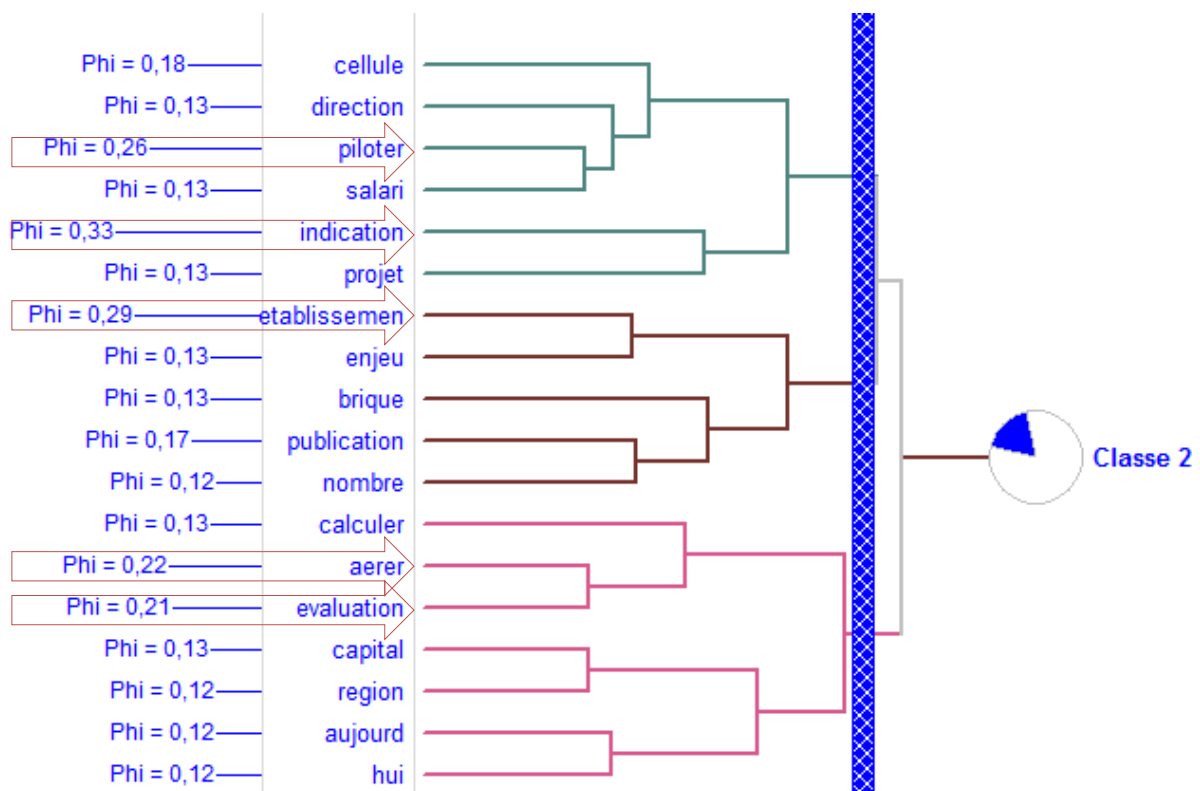 Phi = 0,18 cellule
Phi = 0,13 direction
Phi = 0,26 piloter
Phi = 0,13 salari
Phi = 0,33 indication
Phi = 0,13 projet
Phi = 0,29 etablissemen
Phi = 0,13 enjeu
Phi = 0,13 brique
Phi = 0,17 publication
Phi = 0,12 nombre
Phi = 0,13 calculer
Phi = 0,22 aerer
Phi = 0,21 evaluation
Phi = 0,13 capital
Phi = 0,12 region
Phi = 0,12 aujourd
Phi = 0,12 hui
Classe 2